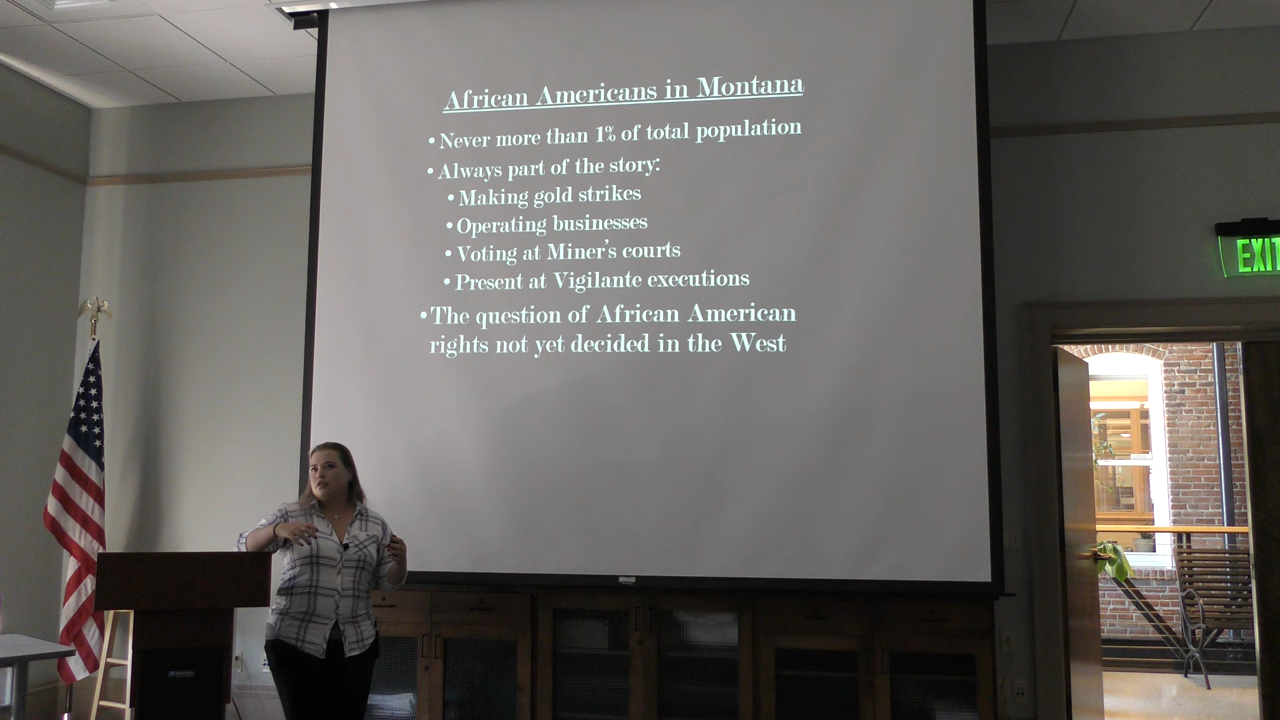 African Americans in Montana
• Never more than 1% of total population
• Always part of the story:
• Making gold strikes
• Operating businesses
• Voting at Miner's courts
• Present at Vigilante executions
• The question of African American
rights not yet decided in the West
EXIT